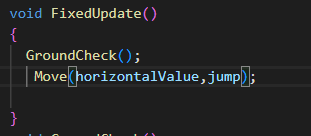 void FixedUpdate()
{
GroundCheck();
Move(horizontalValue,jump);
}